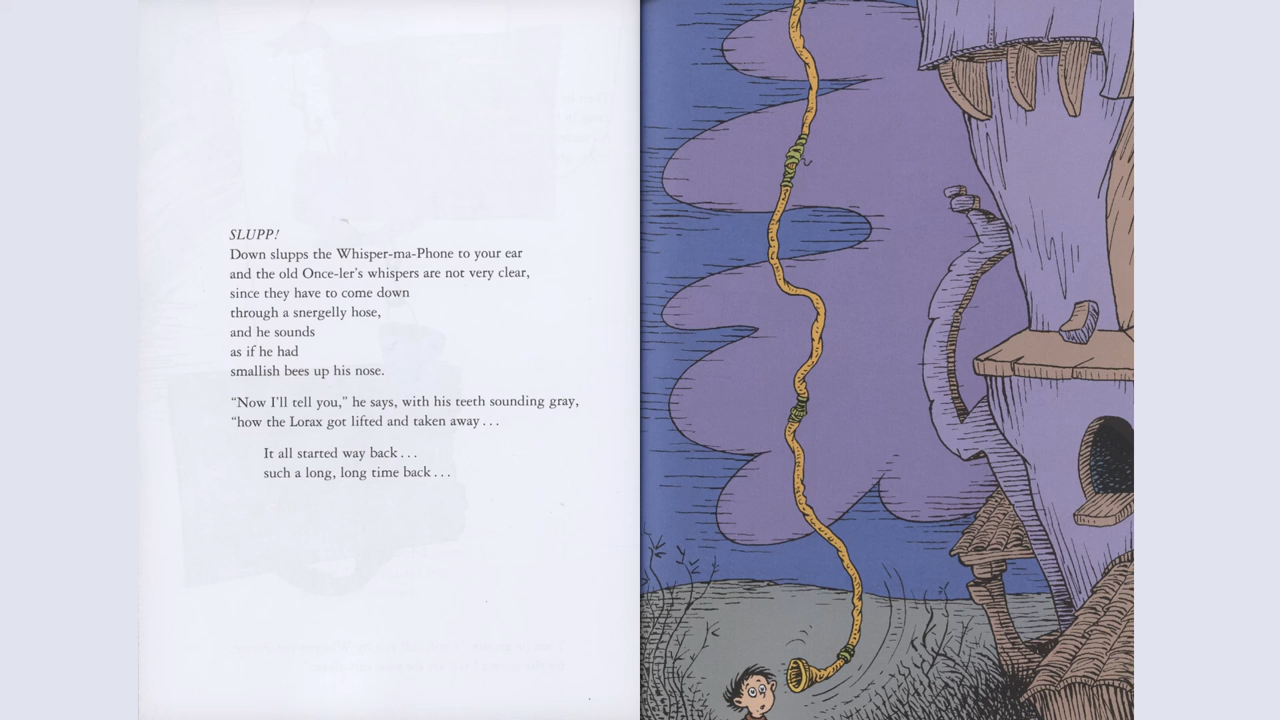 SLUPP!
Down slupps the Whisper-ma-Phone to your ear
and the old Once-ler's whispers are not very clear,
since they have to come down
through a snergelly hose,
and he sounds
as if he had
smallish bees up his nose.
“Now I'll tell you,” he says, with his teeth sounding gray,
“how the Lorax got lifted and taken away . . .
It all started way back . . .
such a long, long time back . . .